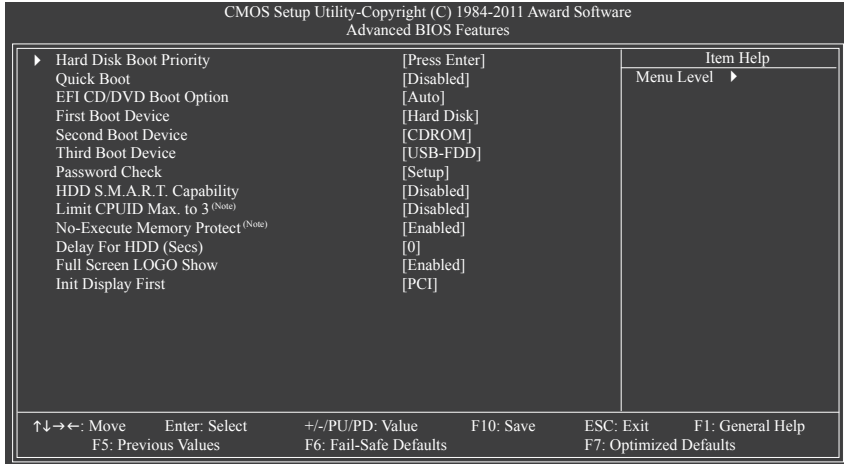 CMOS Setup Utility-Copyright (C) 1984-2011 Award Software
Advanced BIOS Features
Hard Disk Boot Priority [Press Enter]
Quick Boot [Disabled]
EFI CD/DVD Boot Option [Auto]
First Boot Device [Hard Disk]
Second Boot Device [CDROM]
Third Boot Device [USB-FDD]
Password Check [Setup]
HDD S.M.A.R.T. Capability [Disabled]
Limit CPUID Max. to 3 (Note) [Disabled]
No-Execute Memory Protect (Note) [Enabled]
Delay For HDD (Secs) [0]
Full Screen LOGO Show [Enabled]
Init Display First [PCI]
Item Help
Menu Level
↑↓→←: Move Enter: Select +/-/PU/PD: Value F10: Save ESC: Exit F1: General Help
F5: Previous Values F6: Fail-Safe Defaults F7: Optimized Defaults